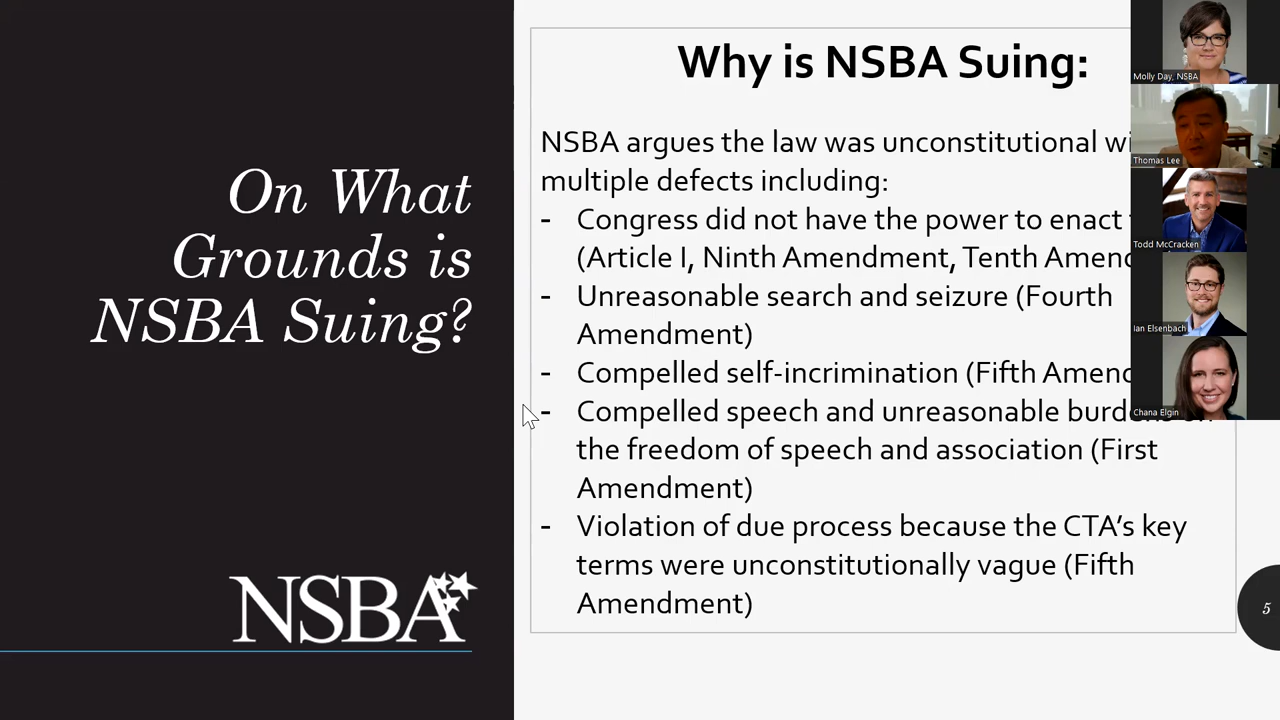 On What
Grounds is
NSBA Suing?
NSBA
Why is NSBA Suing:
NSBA argues the law was unconstitutional
multiple defects including:
- Congress did not have the power to enact
(Article I, Ninth Amendment, Tenth
- Unreasonable search and seizure (Fourth
Amendment)
- Compelled self-incrimination (Fifth
- Compelled speech and unreasonable
the freedom of speech and association (First
Amendment)
- Violation of due process because the CTA's key
terms were unconstitutionally vague (Fifth
Amendment)
5
Molly Day, NSBA
Thomas Lee
Todd McCracken
Ian Elsenbach
Chana Elgin